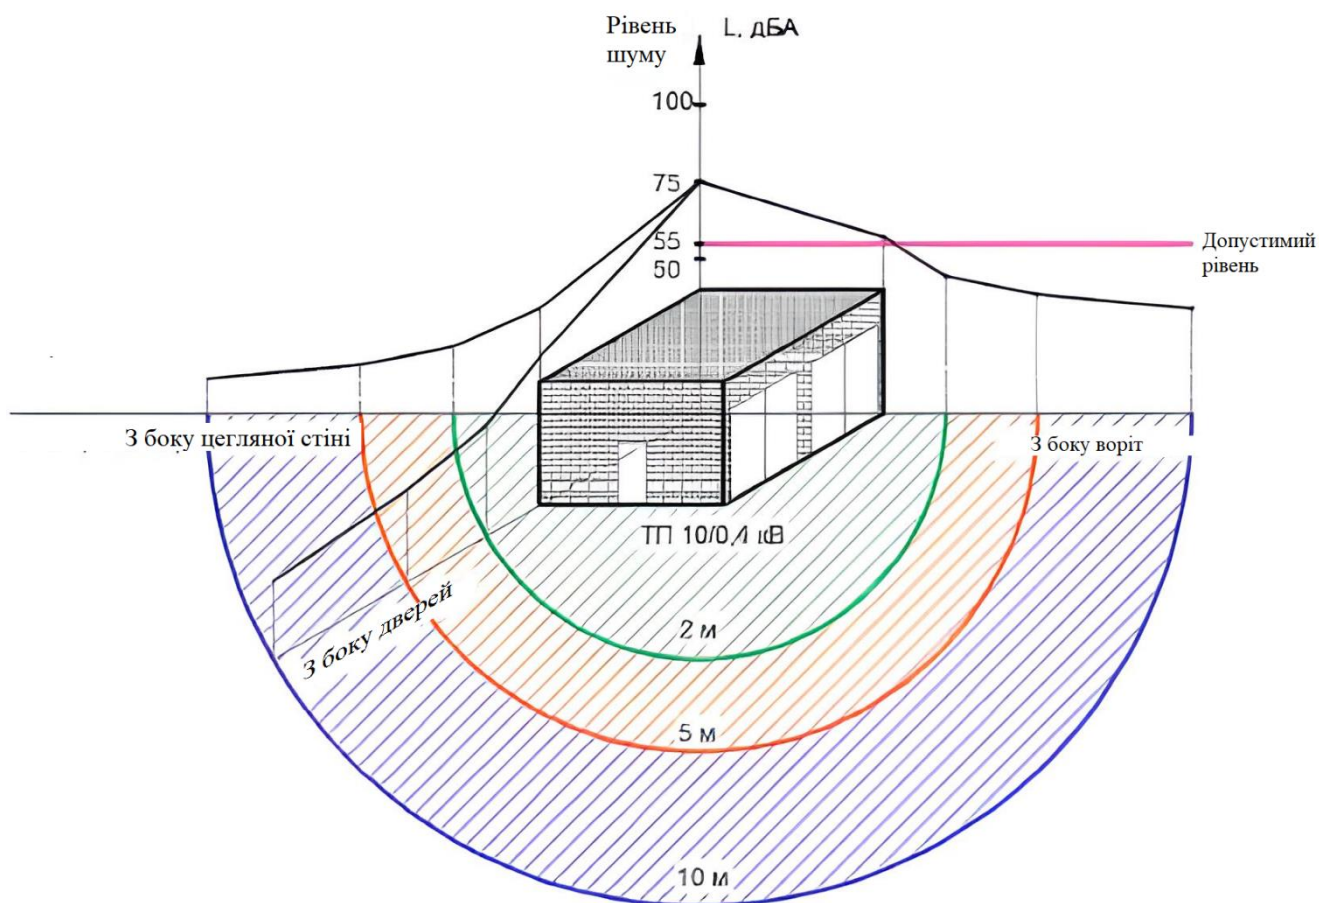 Рівень
шуму
L, дБА
100
75
55
50
Допустимий
рівень
З боку цегляної стіні
З боку воріт
ТП 10/0,4 кВ
З боку дверей
2 м
5 м
10 м